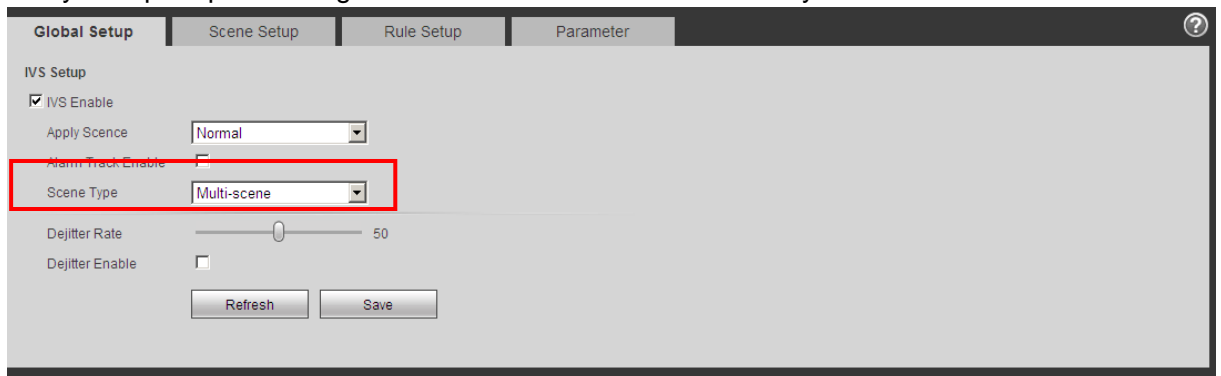 Global Setup Scene Setup Rule Setup Parameter ?
IVS Setup
IVS Enable
Apply Scence Normal
Alarm Track Enable
Scene Type Multi-scene
Dejitter Rate 50
Dejitter Enable
Refresh Save